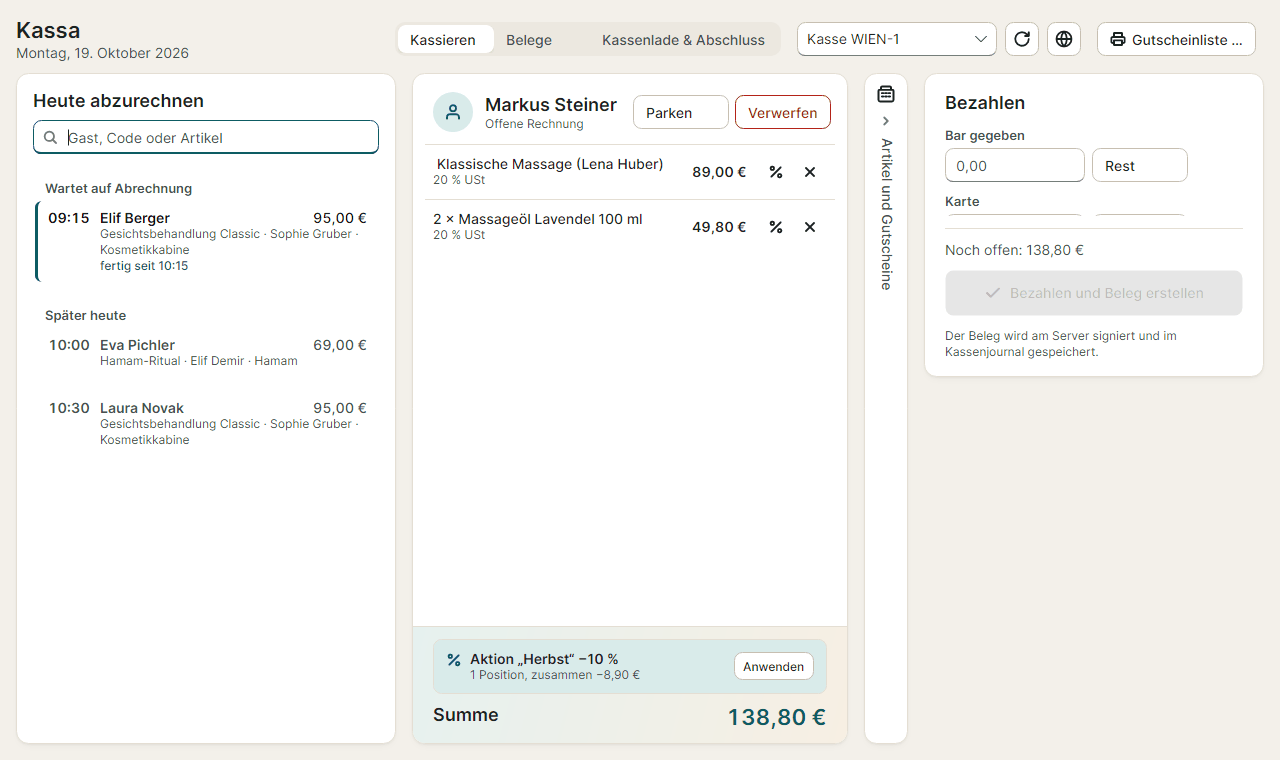 Kassa
Montag, 19. Oktober 2026
Kassieren
Belege
Kassenlade & Abschluss
Kasse WIEN-1
Gutscheinliste ...
Heute abzurechnen
Gast, Code oder Artikel
Wartet auf Abrechnung
09:15 Elif Berger 95,00 €
Gesichtsbehandlung Classic · Sophie Gruber ·
Kosmetikkabine
fertig seit 10:15
Später heute
10:00 Eva Pichler 69,00 €
Hamam-Ritual · Elif Demir · Hamam
10:30 Laura Novak 95,00 €
Gesichtsbehandlung Classic · Sophie Gruber ·
Kosmetikkabine
Markus Steiner
Offene Rechnung
Parken
Verwerfen
Klassische Massage (Lena Huber) 89,00 €
20 % USt
2 × Massageöl Lavendel 100 ml 49,80 €
20 % USt
Aktion „Herbst“ −10 %
1 Position, zusammen −8,90 €
Anwenden
Summe 138,80 €
Artikel und Gutscheine
Bezahlen
Bar gegeben
0,00
Rest
Karte
Noch offen: 138,80 €
Bezahlen und Beleg erstellen
Der Beleg wird am Server signiert und im
Kassenjournal gespeichert.